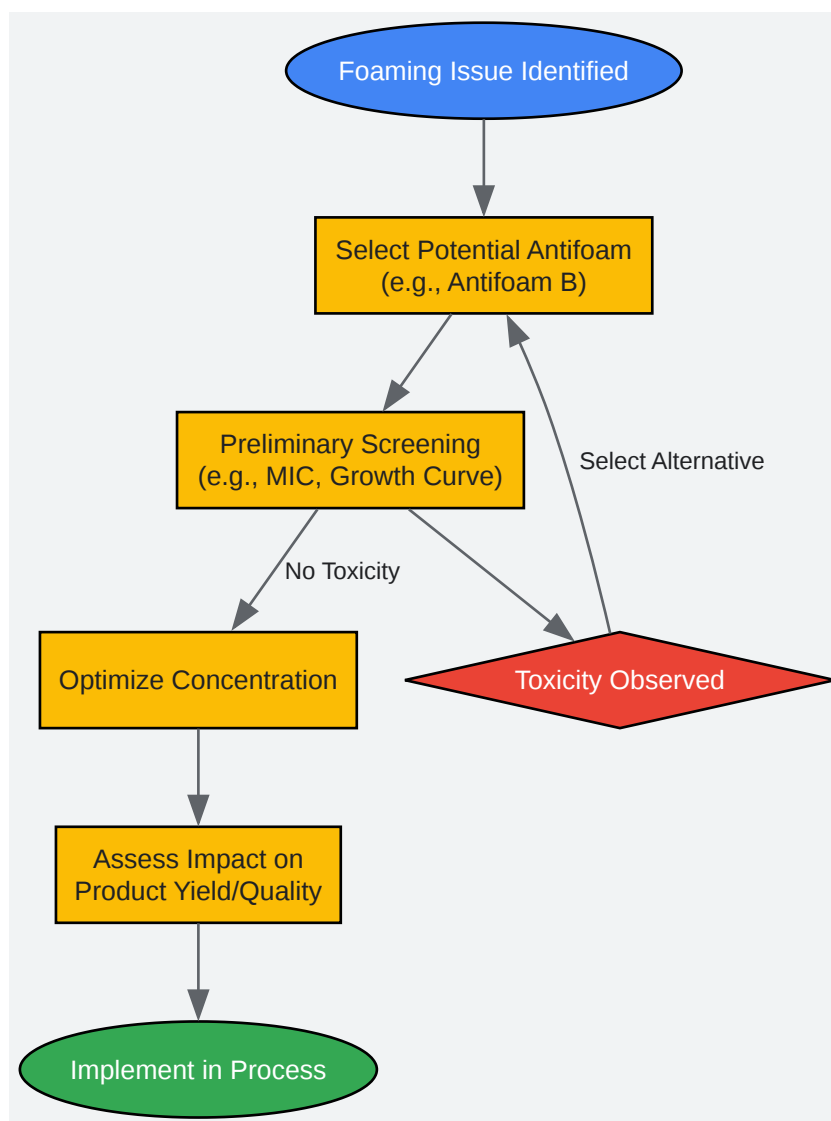 Foaming Issue Identified
Select Potential Antifoam
(e.g., Antifoam B)
Preliminary Screening
(e.g., MIC, Growth Curve)
Select Alternative
No Toxicity
Optimize Concentration
Toxicity Observed
Assess Impact on
Product Yield/Quality
Implement in Process